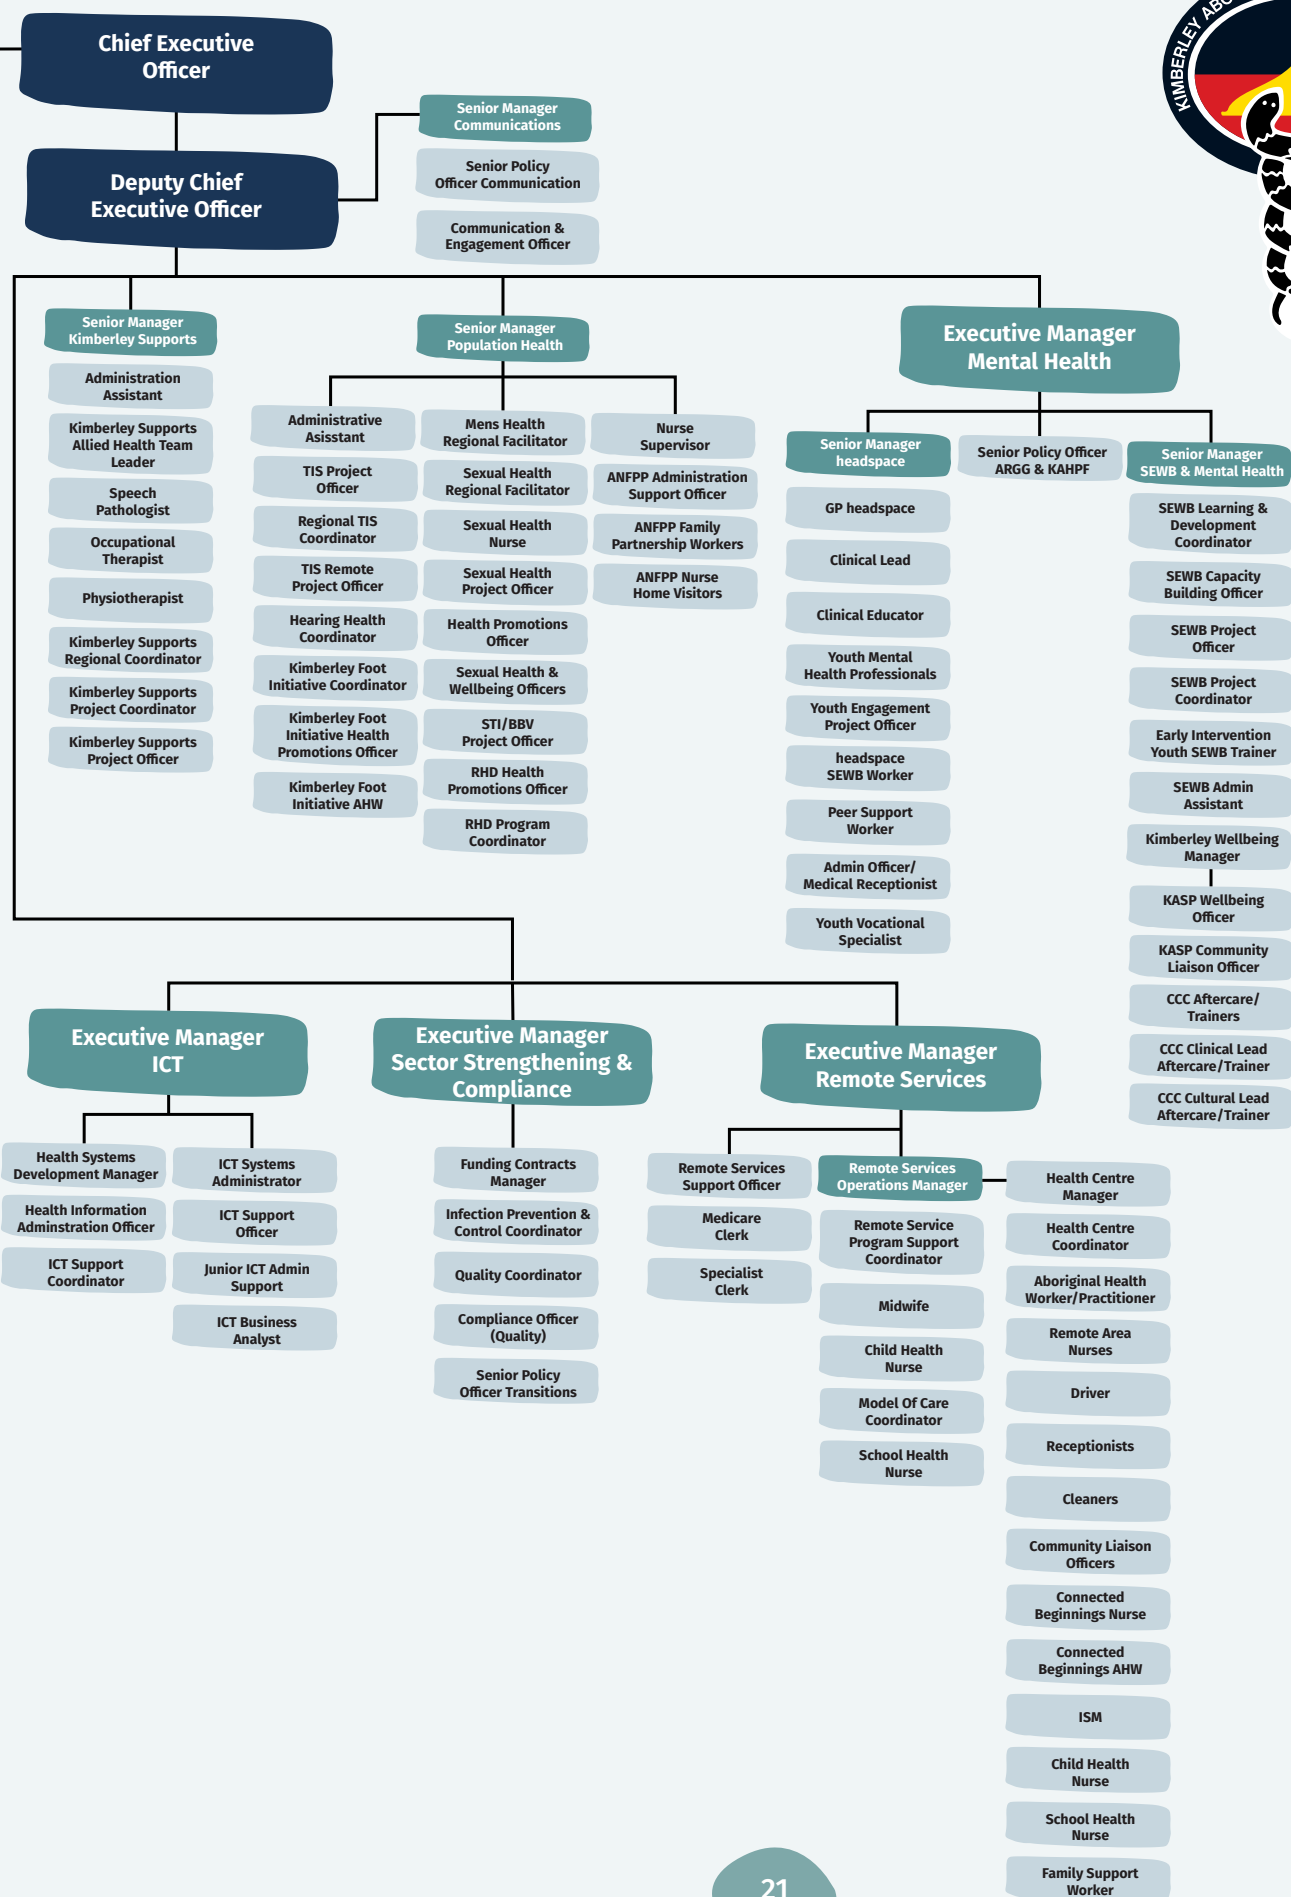 KIMBERLEY
Chief Executive
Officer
Senior Manager
Communications
Senior Policy
Officer Communication
Communication &
Engagement Officer
Deputy Chief
Executive Officer
Senior Manager
Kimberley Supports
Administration
Assistant
Kimberley Supports
Allied Health Team
Leader
Speech
Pathologist
Occupational
Therapist
Physiotherapist
Kimberley Supports
Regional Coordinator
Kimberley Supports
Project Coordinator
Kimberley Supports
Project Officer
Senior Manager
Population Health
Administrative
Asisstant
TIS Project
Officer
Regional TIS
Coordinator
TIS Remote
Project Officer
Hearing Health
Coordinator
Kimberley Foot
Initiative Coordinator
Kimberley Foot
Initiative Health
Promotions Officer
Kimberley Foot
Initiative AHW
Mens Health
Regional Facilitator
Sexual Health
Regional Facilitator
Sexual Health
Nurse
Sexual Health
Project Officer
Health Promotions
Officer
Sexual Health &
Wellbeing Officers
STI/BBV
Project Officer
RHD Health
Promotions Officer
RHD Program
Coordinator
Nurse
Supervisor
ANFPP Administration
Support Officer
ANFPP Family
Partnership Workers
ANFPP Nurse
Home Visitors
Executive Manager
Mental Health
Senior Manager
headspace
GP headspace
Clinical Lead
Clinical Educator
Youth Mental
Health Professionals
Youth Engagement
Project Officer
headspace
SEWB Worker
Peer Support
Worker
Admin Officer/
Medical Receptionist
Youth Vocational
Specialist
Senior Policy Officer
ARGG & KAHPF
Senior Manager
SEWB & Mental Health
SEWB Learning &
Development
Coordinator
SEWB Capacity
Building Officer
SEWB Project
Officer
SEWB Project
Coordinator
Early Intervention
Youth SEWB Trainer
SEWB Admin
Assistant
Kimberley Wellbeing
Manager
KASP Wellbeing
Officer
KASP Community
Liaison Officer
CCC Aftercare/
Trainers
CCC Clinical Lead
Aftercare/Trainer
CCC Cultural Lead
Aftercare/Trainer
Executive Manager
ICT
Health Systems
Development Manager
Health Information
Adminstration Officer
ICT Support
Coordinator
ICT Systems
Administrator
ICT Support
Officer
Junior ICT Admin
Support
ICT Business
Analyst
Executive Manager
Sector Strengthening &
Compliance
Funding Contracts
Manager
Infection Prevention &
Control Coordinator
Quality Coordinator
Compliance Officer
(Quality)
Senior Policy
Officer Transitions
Executive Manager
Remote Services
Remote Services
Support Officer
Medicare
Clerk
Specialist
Clerk
Remote Services
Operations Manager
Remote Service
Program Support
Coordinator
Midwife
Child Health
Nurse
Model Of Care
Coordinator
School Health
Nurse
Health Centre
Manager
Health Centre
Coordinator
Aboriginal Health
Worker/Practitioner
Remote Area
Nurses
Driver
Receptionists
Cleaners
Community Liaison
Officers
Connected
Beginnings Nurse
Connected
Beginnings AHW
ISM
Child Health
Nurse
School Health
Nurse
Family Support
Worker
21